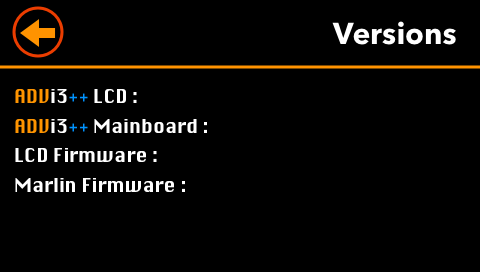 Versions
ADVi3++ LCD :
ADVi3++ Mainboard :
LCD Firmware :
Marlin Firmware :